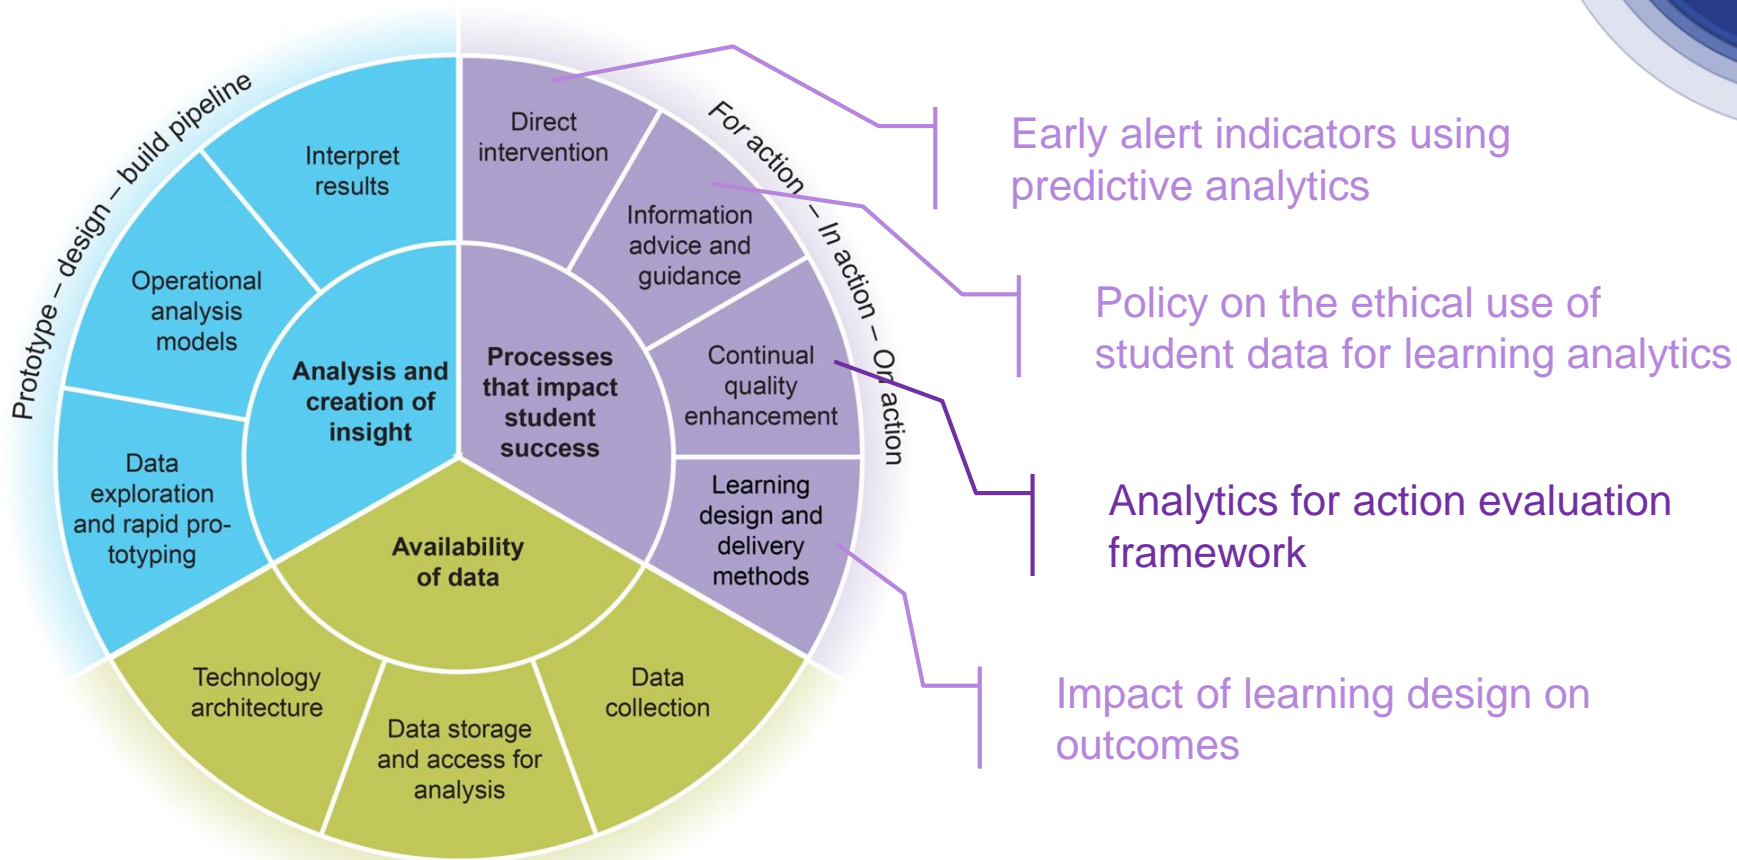 Prototype – design – build pipeline
For action – In action – On action
Interpret
results
Operational
analysis
models
Data
exploration
and rapid pro-
totyping
Analysis and
creation of
insight
Direct
intervention
Information
advice and
guidance
Continual
quality
enhancement
Learning
design and
delivery
methods
Processes
that impact
student
success
Availability
of data
Technology
architecture
Data storage
and access for
analysis
Data
collection
Early alert indicators using
predictive analytics
Policy on the ethical use of
student data for learning analytics
Analytics for action evaluation
framework
Impact of learning design on
outcomes